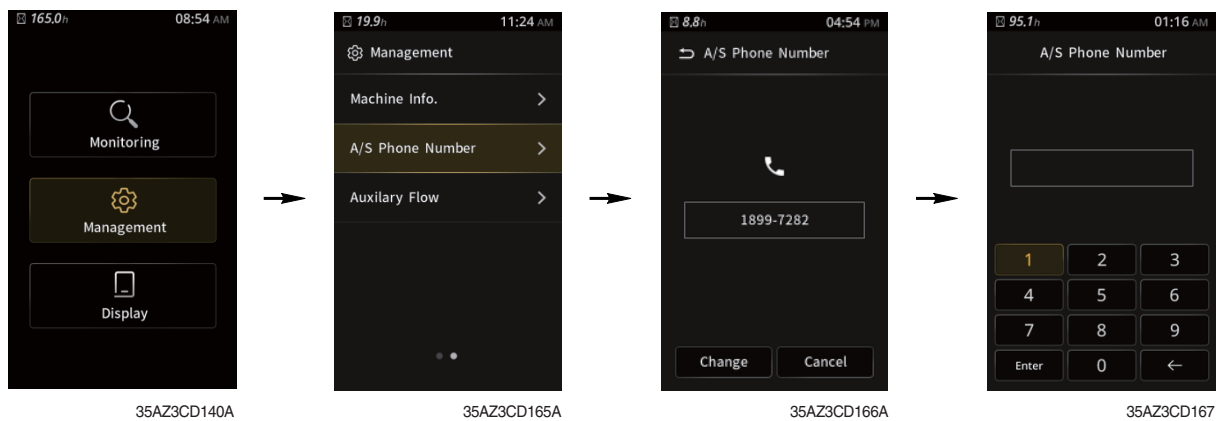 165.0h 08:54 AM
Monitoring
Management
Display
35AZ3CD140A
19.9h 11:24 AM
Management
Machine Info.
A/S Phone Number
Auxilary Flow
35AZ3CD165A
8.8h 04:54 PM
A/S Phone Number
1899-7282
Change Cancel
35AZ3CD166A
95.1h 01:16 AM
A/S Phone Number
1 2 3
4 5 6
7 8 9
Enter 0 ←
35AZ3CD167